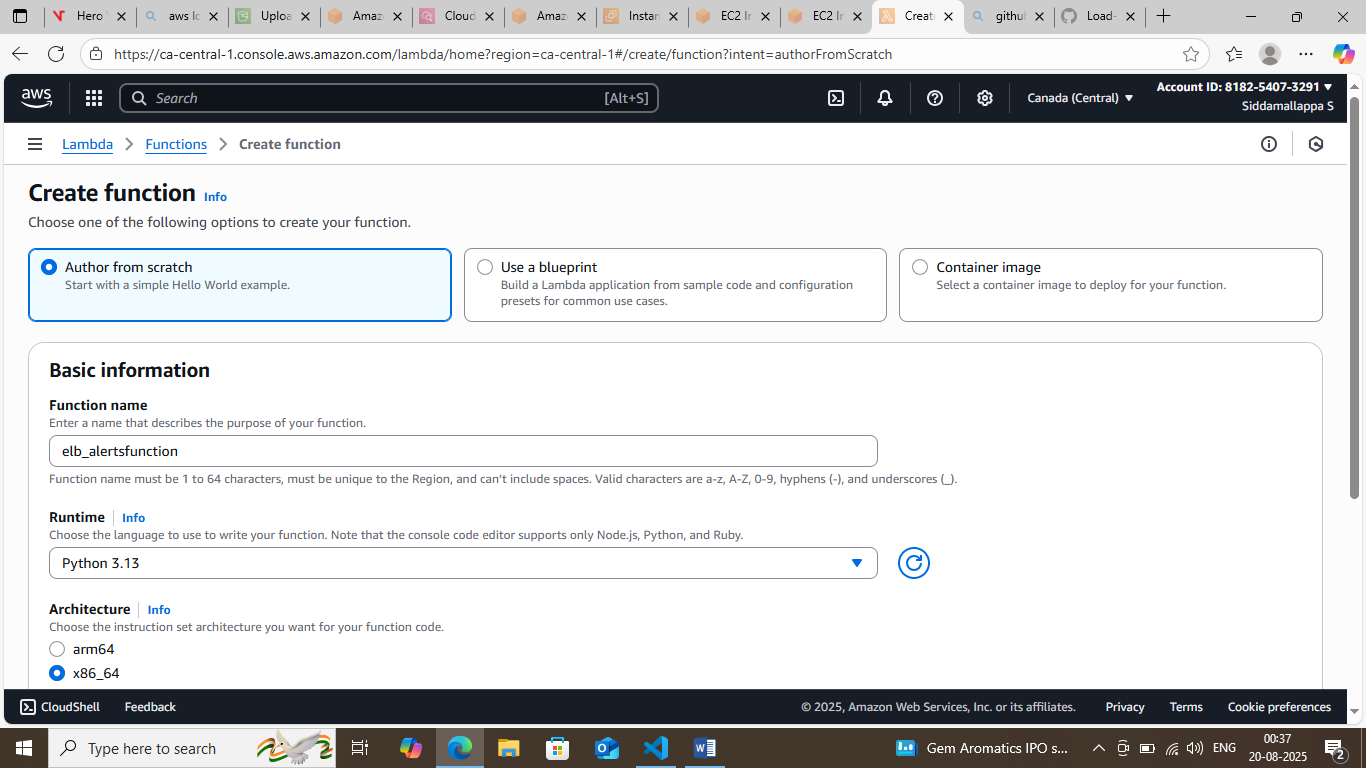 Hero
aws lo
Uploa
Amaz
Cloud
Amaz
Instan
EC2 In
EC2 In
Creat
githul
Load-
https://ca-central-1.console.aws.amazon.com/lambda/home?region=ca-central-1#/create/function?intent=authorFromScratch
aws
Search
[Alt+S]
Canada (Central)
Account ID: 8182-5407-3291
Siddamallappa S
Lambda
Functions
Create function
Create function
Info
Choose one of the following options to create your function.
Author from scratch
Start with a simple Hello World example.
Use a blueprint
Build a Lambda application from sample code and configuration
presets for common use cases.
Container image
Select a container image to deploy for your function.
Basic information
Function name
Enter a name that describes the purpose of your function.
elb_alertsfunction
Function name must be 1 to 64 characters, must be unique to the Region, and can't include spaces. Valid characters are a-z, A-Z, 0-9, hyphens (-), and underscores (_).
Runtime
Info
Choose the language to use to write your function. Note that the console code editor supports only Node.js, Python, and Ruby.
Python 3.13
Architecture
Info
Choose the instruction set architecture you want for your function code.
arm64
x86_64
CloudShell
Feedback
© 2025, Amazon Web Services, Inc. or its affiliates.
Privacy
Terms
Cookie preferences
Type here to search
Gem Aromatics IPO s...
ENG
00:37
20-08-2025
2